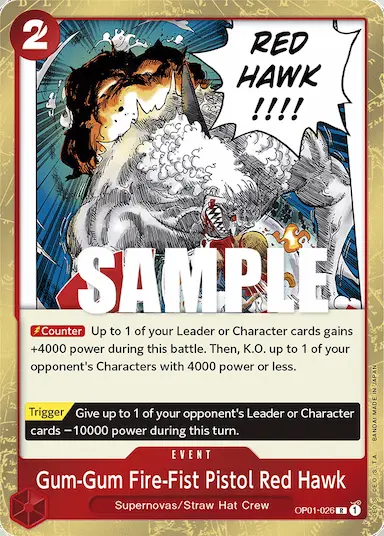 2
RED
HAWK
!!!!
SAMPLE
Counter Up to 1 of your Leader or Character cards gains
+4000 power during this battle. Then, K.O. up to 1 of your
opponent's Characters with 4000 power or less.
Trigger Give up to 1 of your opponent's Leader or Character
cards −10000 power during this turn.
EVENT
Gum-Gum Fire-Fist Pistol Red Hawk
Supernovas/Straw Hat Crew
OP01-026 R 1
BANDAI MADE IN JAPAN